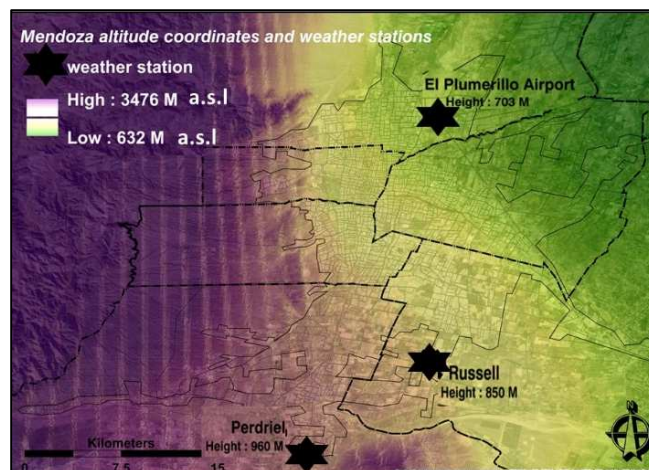 Mendoza altitude coordinates and weather stations
weather station
High : 3476 M a.s.l
Low : 632 M a.s.l
El Plumerillo Airport
Height : 703 M
Russell
Height : 850 M
Perdriel
Height : 960 M
Kilometers
0 7.5 15